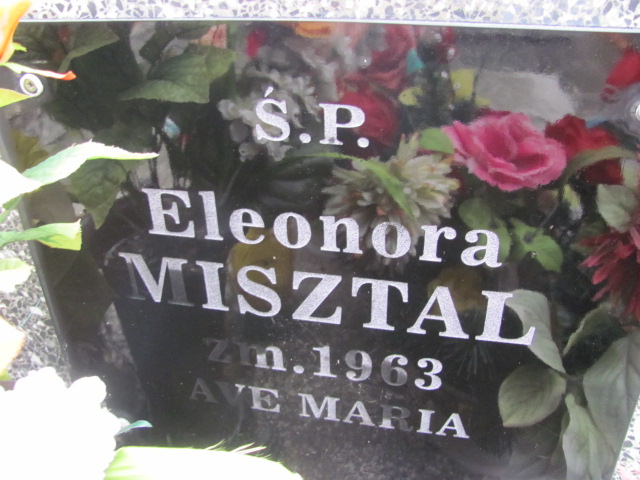 Ś.P.
Eleonora
MISZTAL
zm.1963
AVE MARIA